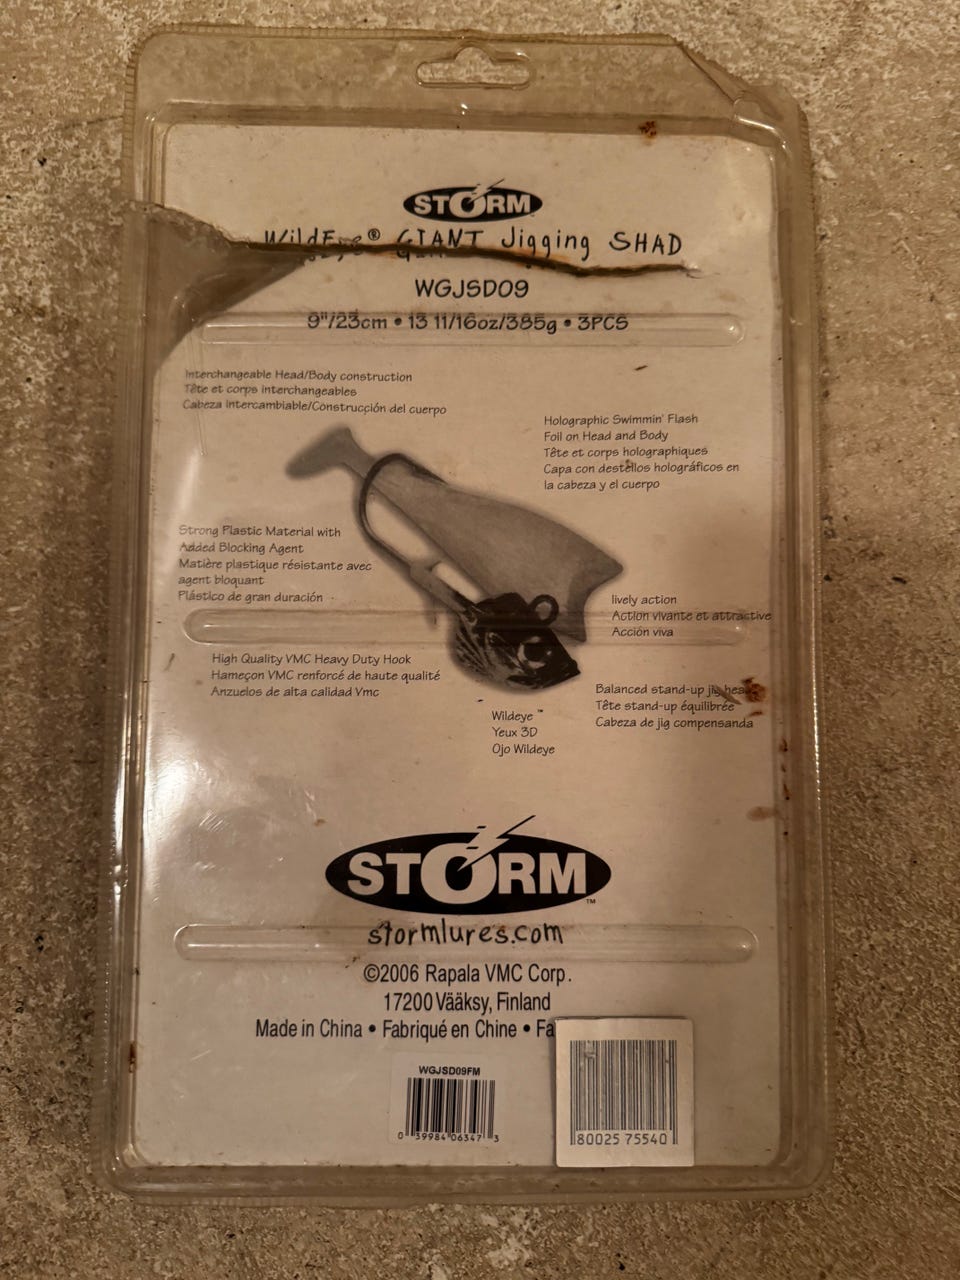 STORM
WildEye® GIANT Jigging SHAD
WGJSD09
9"/23cm • 13 11/16oz/385g • 3PCS
Interchangeable Head/Body construction
Tête et corps interchangeables
Cabeza intercambiable/Construcción del cuerpo
Holographic Swimmin' Flash
Foil on Head and Body
Tête et corps holographiques
Capa con destellos holográficos en
la cabeza y el cuerpo
Strong Plastic Material with
Added Blocking Agent
Matière plastique résistante avec
agent bloquant
Plástico de gran duración
lively action
Action vivante et attractive
Acción viva
High Quality VMC Heavy Duty Hook
Hameçon VMC renforcé de haute qualité
Anzuelos de alta calidad Vmc
Balanced stand-up jig head
Tête stand-up équilibrée
Cabeza de jig compensanda
Wildeye™
Yeux 3D
Ojo Wildeye
STORM™
stormlures.com
©2006 Rapala VMC Corp.
17200 Vääksy, Finland
Made in China • Fabriqué en Chine • Fa
WGJSD09FM
0 39984 06347 3
80025 75540